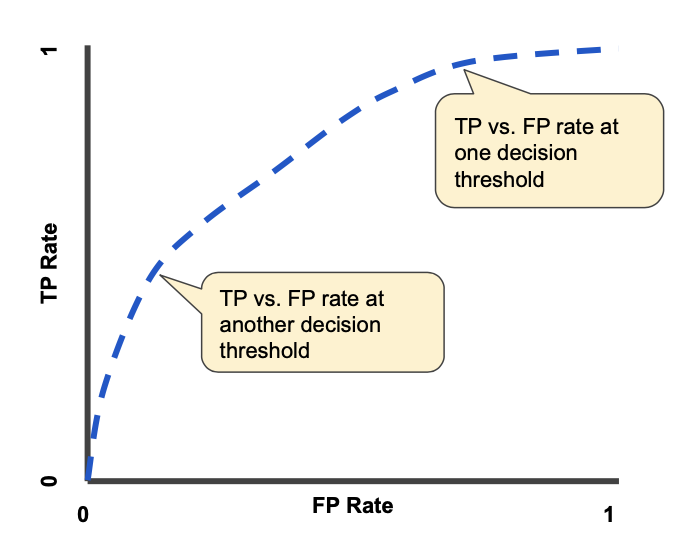 1
TP vs. FP rate at
one decision
threshold
TP Rate
TP vs. FP rate at
another decision
threshold
0
0
FP Rate
1